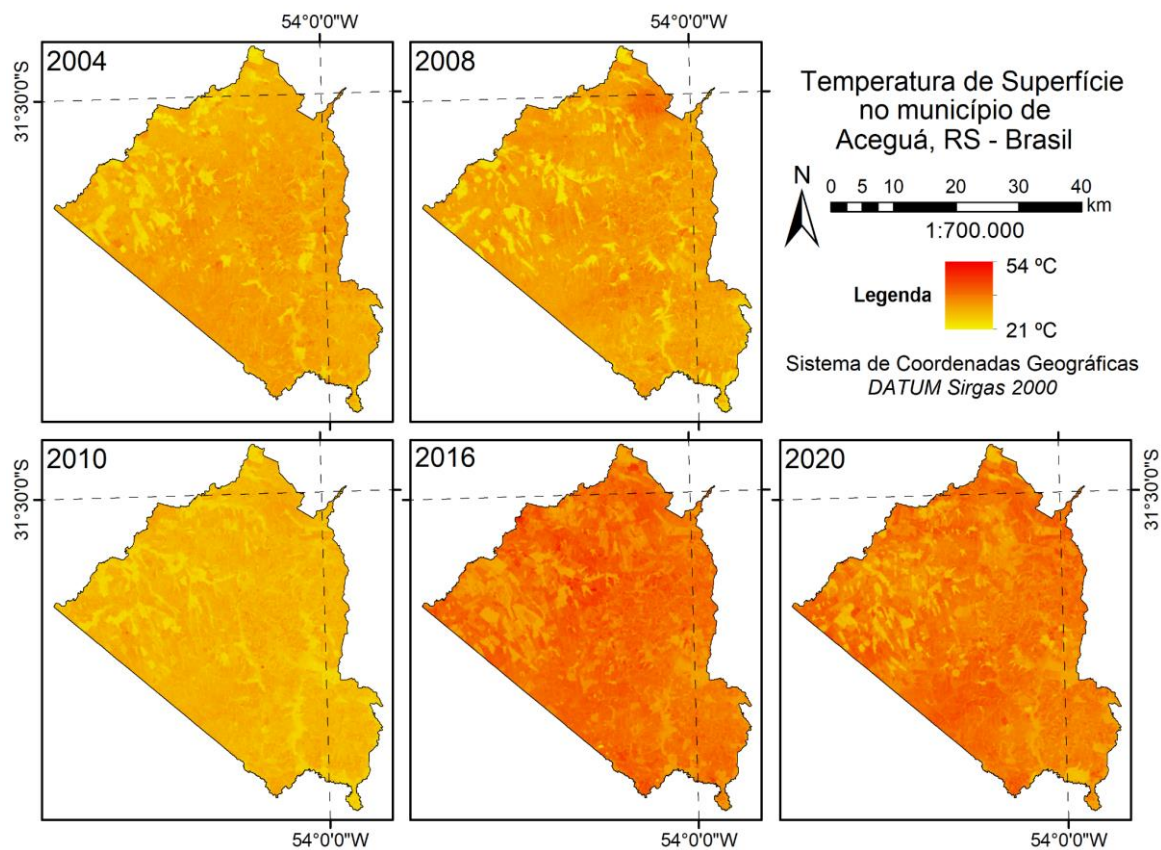 54°0'0"W
54°0'0"W
2004
2008
31°30'0"S
Temperatura de Superfície
no município de
Aceguá, RS - Brasil
N
0 5 10 20 30 40
km
1:700.000
Legenda
54 ºC
21 ºC
Sistema de Coordenadas Geográficas
DATUM Sirgas 2000
2010
2016
2020
31°30'0"S
31°30'0"S
54°0'0"W
54°0'0"W
54°0'0"W